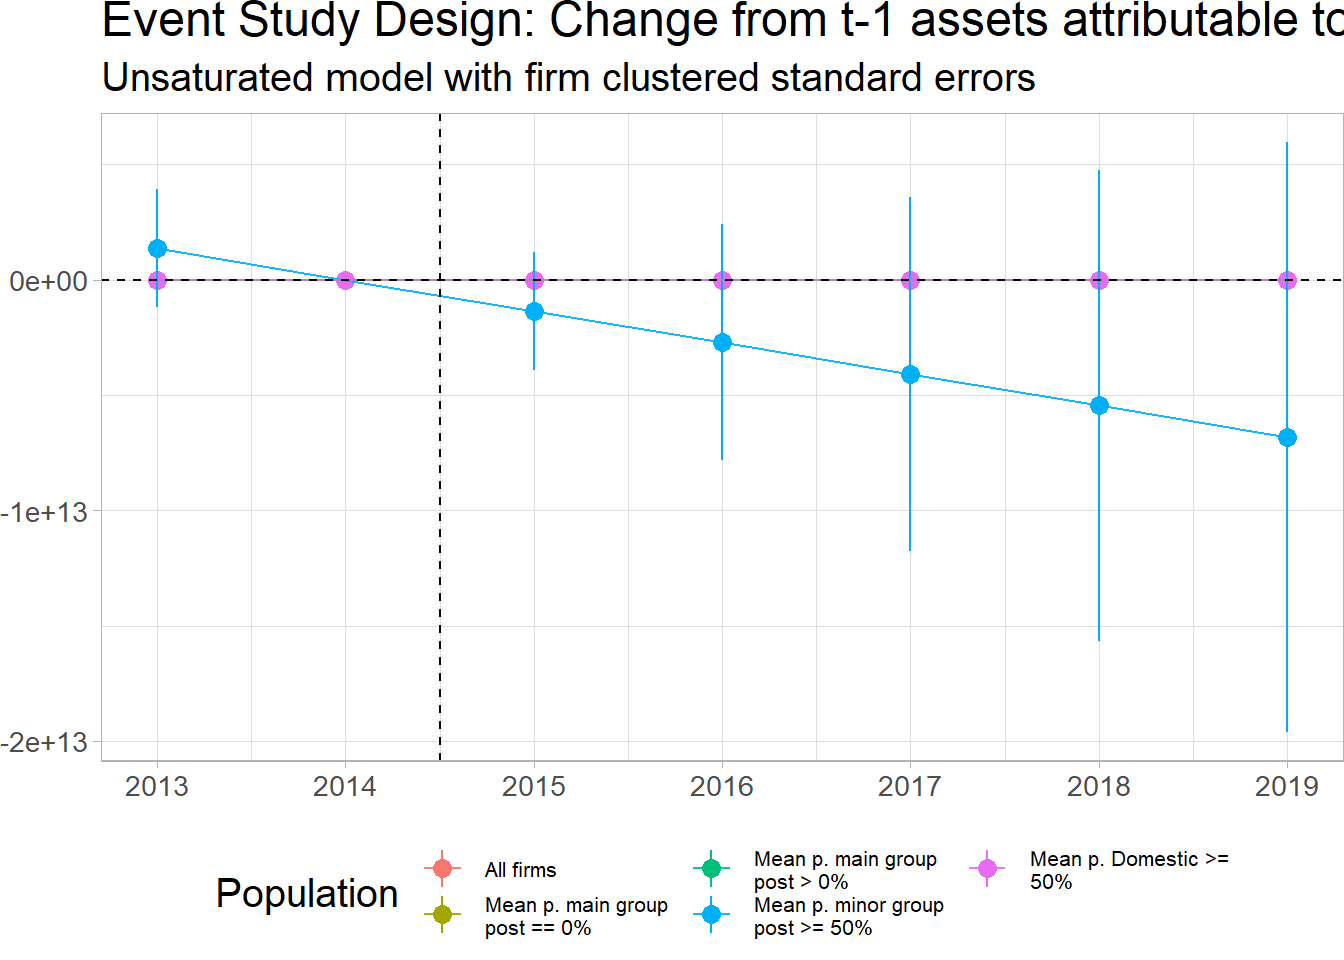 Event Study Design: Change from t-1 assets attributable to
Unsaturated model with firm clustered standard errors
0e+00
-1e+13
-2e+13
2013 2014 2015 2016 2017 2018 2019
Population
All firms
Mean p. main group
post == 0%
Mean p. main group
post > 0%
Mean p. minor group
post >= 50%
Mean p. Domestic >=
50%